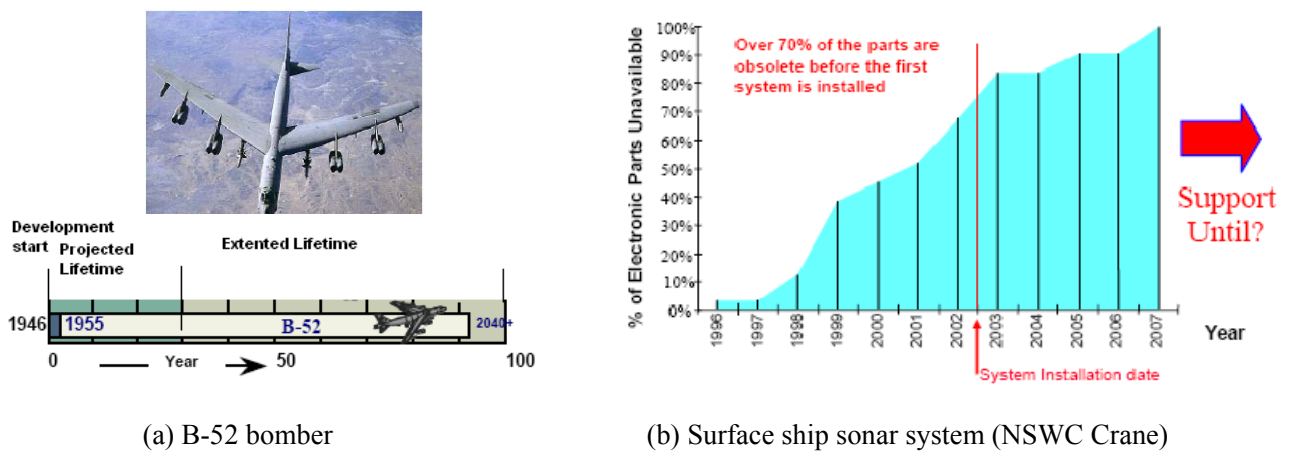 Development
start
Projected
Lifetime
Extented Lifetime
1946
1955
B-52
2040+
0
Year
50
100
(a) B-52 bomber
% of Electronic Parts Unavailable
100%
90%
80%
70%
60%
50%
40%
30%
20%
10%
0%
Over 70% of the parts are
obsolete before the first
system is installed
1996
1997
1998
1999
2000
2001
2002
2003
2004
2005
2006
2007
Year
System Installation date
Support
Until?
(b) Surface ship sonar system (NSWC Crane)